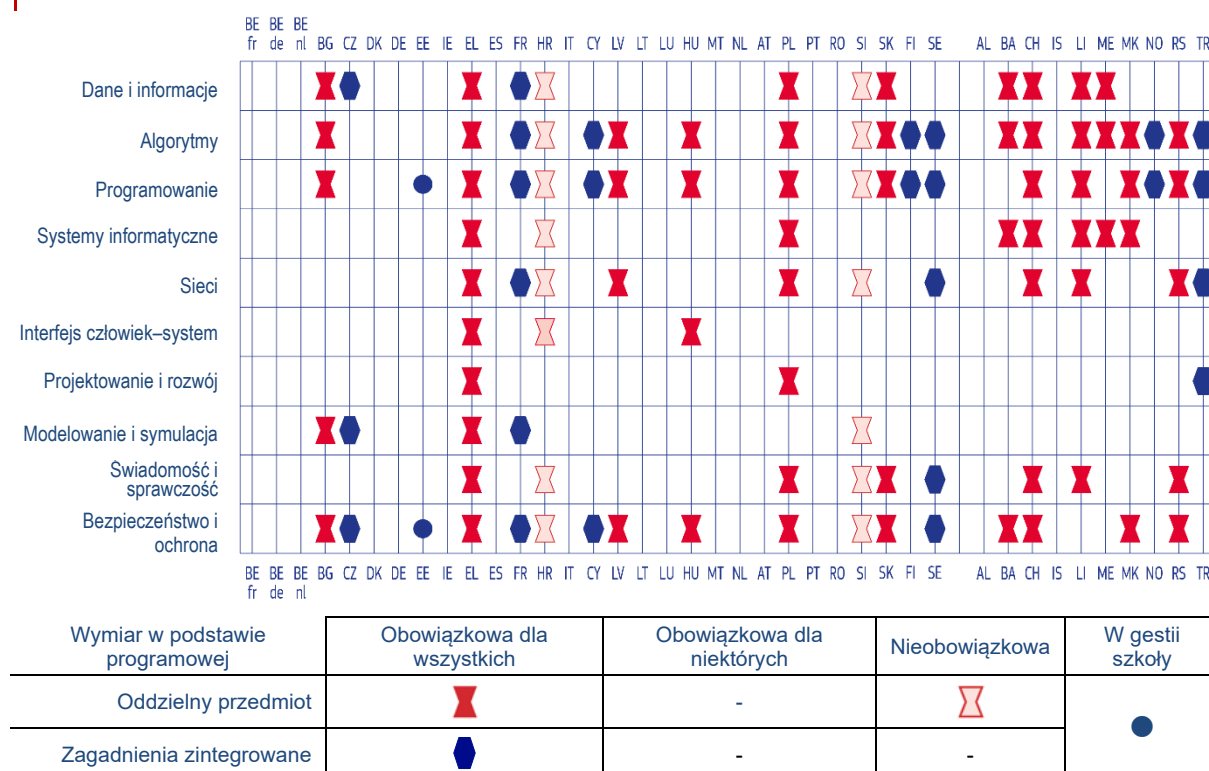 BE BE BE
fr de nl BG CZ DK DE EE IE EL ES FR HR IT CY LV LT LU HU MT NL AT PL PT RO SI SK FI SE AL BA CH IS LI ME MK NO RS TR
Dane i informacje
Algorytmy
Programowanie
Systemy informatyczne
Sieci
Interfejs człowiek–system
Projektowanie i rozwój
Modelowanie i symulacja
Świadomość i
sprawczość
Bezpieczeństwo i
ochrona
BE BE BE BG CZ DK DE EE IE EL ES FR HR IT CY LV LT LU HU MT NL AT PL PT RO SI SK FI SE AL BA CH IS LI ME MK NO RS TR
fr de nl
Wymiar w podstawie
programowej
Obowiązkowa dla
wszystkich
Obowiązkowa dla
niektórych
Nieobowiązkowa
W gestii
szkoły
Oddzielny przedmiot
-
Zagadnienia zintegrowane
-
-